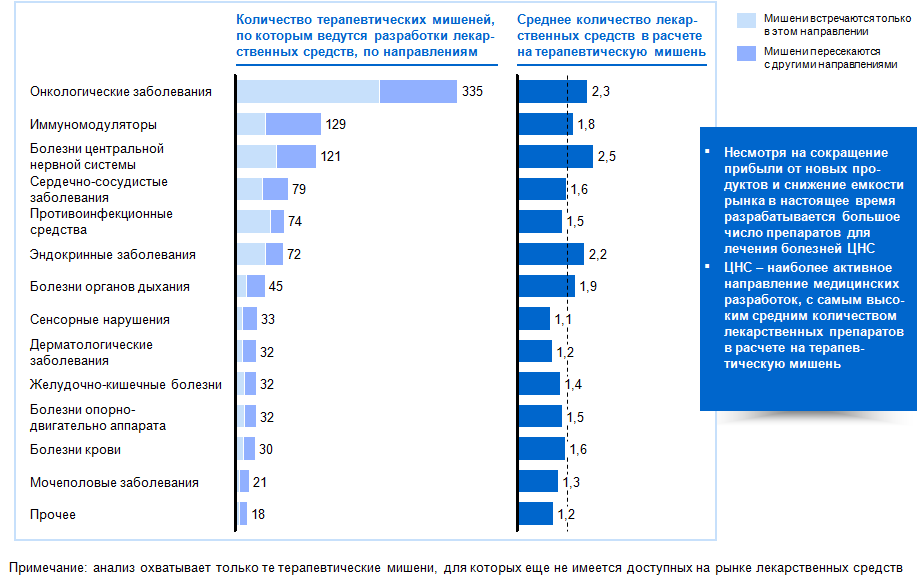 Количество терапевтических мишеней,
по которым ведутся разработки лекар-
ственных средств, по направлениям
Среднее количество лекар-
ственных средств в расчете
на терапевтическую мишень
Мишени встречаются только
в этом направлении
Мишени пересекаются
с другими направлениями
Онкологические заболевания 335 2,3
Иммуномодуляторы 129 1,8
Болезни центральной
нервной системы 121 2,5
Сердечно-сосудистые
заболевания 79 1,6
Противоинфекционные
средства 74 1,5
Эндокринные заболевания 72 2,2
Болезни органов дыхания 45 1,9
Сенсорные нарушения 33 1,1
Дерматологические
заболевания 32 1,2
Желудочно-кишечные болезни 32 1,4
Болезни опорно-
двигательно аппарата 32 1,5
Болезни крови 30 1,6
Мочеполовые заболевания 21 1,3
Прочее 18 1,2
▪ Несмотря на сокращение
прибыли от новых про-
дуктов и снижение емкости
рынка в настоящее время
разрабатывается большое
число препаратов для
лечения болезней ЦНС
▪ ЦНС – наиболее активное
направление медицинских
разработок, с самым высо-
ким средним количеством
лекарственных препаратов
в расчете на терапев-
тическую мишень
Примечание: анализ охватывает только те терапевтические мишени, для которых еще не имеется доступных на рынке лекарственных средств